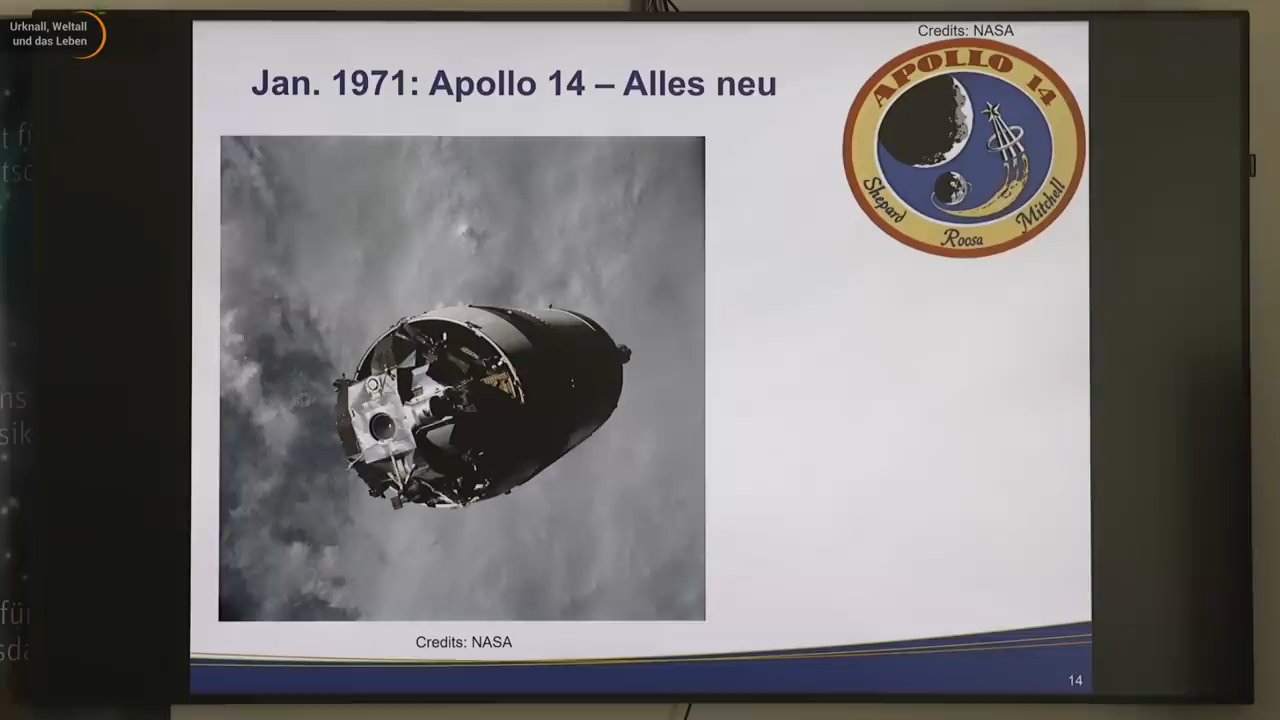 Urknall, Weltall
und das Leben
Credits: NASA
Jan. 1971: Apollo 14 – Alles neu
APOLLO 14
Shepard
Roosa
Mitchell
Credits: NASA
14